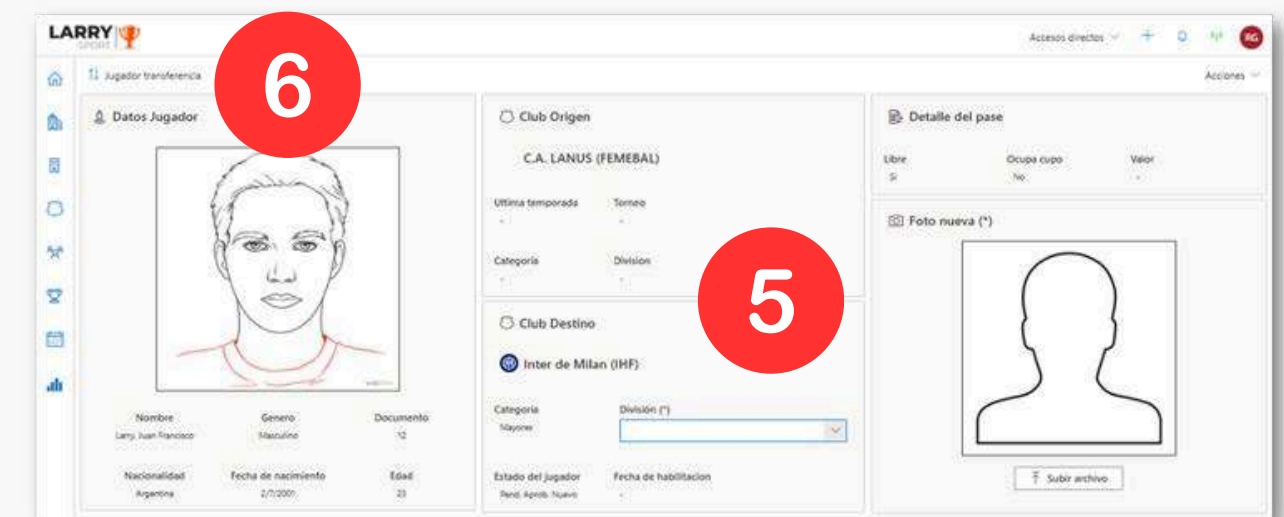 LARRY
SPORT
Accesos directos
RG
6
Jugador transferencia
Acciones
Datos Jugador
Nombre Genero Documento
Larry, Juan Francisco Masculino 12
Nacionalidad Fecha de nacimiento Edad
Argentina 2/7/2001 23
Club Origen
C.A. LANUS (FEMEBAL)
Ultima temporada Torneo
- -
Categoria Division
- -
5
Club Destino
Inter de Milan (IHF)
Categoria División (*)
Mayores
Estado del jugador Fecha de habilitacion
Pend. Aprob. Nuevo -
Detalle del pase
Libre Ocupa cupo Valor
Si No -
Foto nueva (*)
Subir archivo